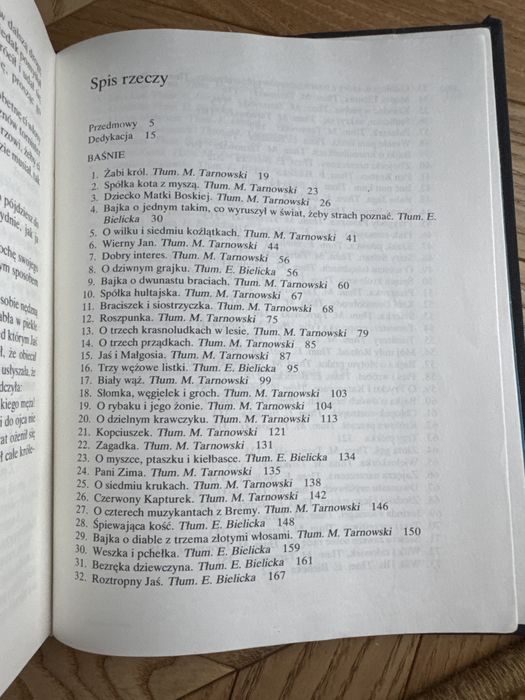 Spis rzeczy
Przedmowy 5
Dedykacja 15
BAŚNIE
1. Żabi król. Tłum. M. Tarnowski 19
2. Spółka kota z myszą. Tłum. M. Tarnowski 23
3. Dziecko Matki Boskiej. Tłum. M. Tarnowski 26
4. Bajka o jednym takim, co wyruszył w świat, żeby strach poznać. Tłum. E.
Bielicka 30
5. O wilku i siedmiu koźlątkach. Tłum. M. Tarnowski 41
6. Wierny Jan. Tłum. M. Tarnowski 44
7. Dobry interes. Tłum. M. Tarnowski 56
8. O dziwnym grajku. Tłum. E. Bielicka 56
9. Bajka o dwunastu braciach. Tłum. M. Tarnowski 60
10. Spółka hultajska. Tłum. M. Tarnowski 67
11. Braciszek i siostrzyczka. Tłum. M. Tarnowski 68
12. Roszpunka. Tłum. M. Tarnowski 75
13. O trzech krasnoludkach w lesie. Tłum. M. Tarnowski 79
14. O trzech prządkach. Tłum. M. Tarnowski 85
15. Jaś i Małgosia. Tłum. M. Tarnowski 87
16. Trzy wężowe listki. Tłum. E. Bielicka 95
17. Biały wąż. Tłum. M. Tarnowski 99
18. Słomka, węgielek i groch. Tłum. M. Tarnowski 103
19. O rybaku i jego żonie. Tłum. M. Tarnowski 104
20. O dzielnym krawczyku. Tłum. M. Tarnowski 113
21. Kopciuszek. Tłum. M. Tarnowski 121
22. Zagadka. Tłum. M. Tarnowski 131
23. O myszce, ptaszku i kiełbasce. Tłum. E. Bielicka 134
24. Pani Zima. Tłum. M. Tarnowski 135
25. O siedmiu krukach. Tłum. M. Tarnowski 138
26. Czerwony Kapturek. Tłum. M. Tarnowski 142
27. O czterech muzykantach z Bremy. Tłum. M. Tarnowski 146
28. Śpiewająca kość. Tłum. E. Bielicka 148
29. Bajka o diable z trzema złotymi włosami. Tłum. M. Tarnowski 150
30. Weszka i pchełka. Tłum. E. Bielicka 159
31. Bezręka dziewczyna. Tłum. E. Bielicka 161
32. Roztropny Jaś. Tłum. E. Bielicka 167